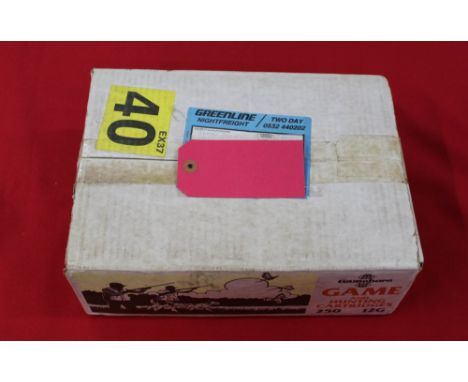 40
EX37
GREENLINE
NIGHTFREIGHT
TWO DAY
0532 440202
GAME
HUNTING
CARTRIDGES
250 12G